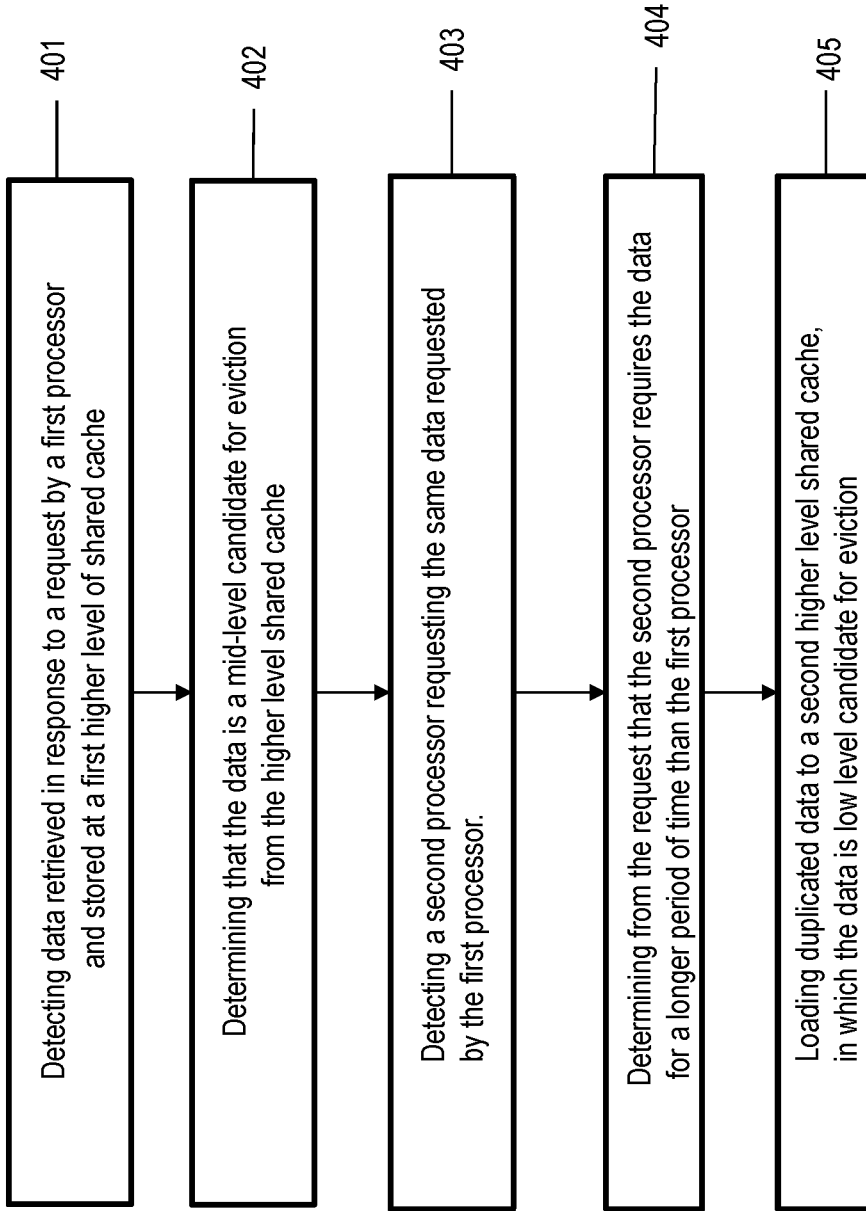 Detecting data retrieved in response to a request by a first processor
and stored at a first higher level of shared cache
401
Determining that the data is a mid-level candidate for eviction
from the higher level shared cache
402
Detecting a second processor requesting the same data requested
by the first processor.
403
Determining from the request that the second processor requires the data
for a longer period of time than the first processor
404
Loading duplicated data to a second higher level shared cache,
in which the data is low level candidate for eviction
405